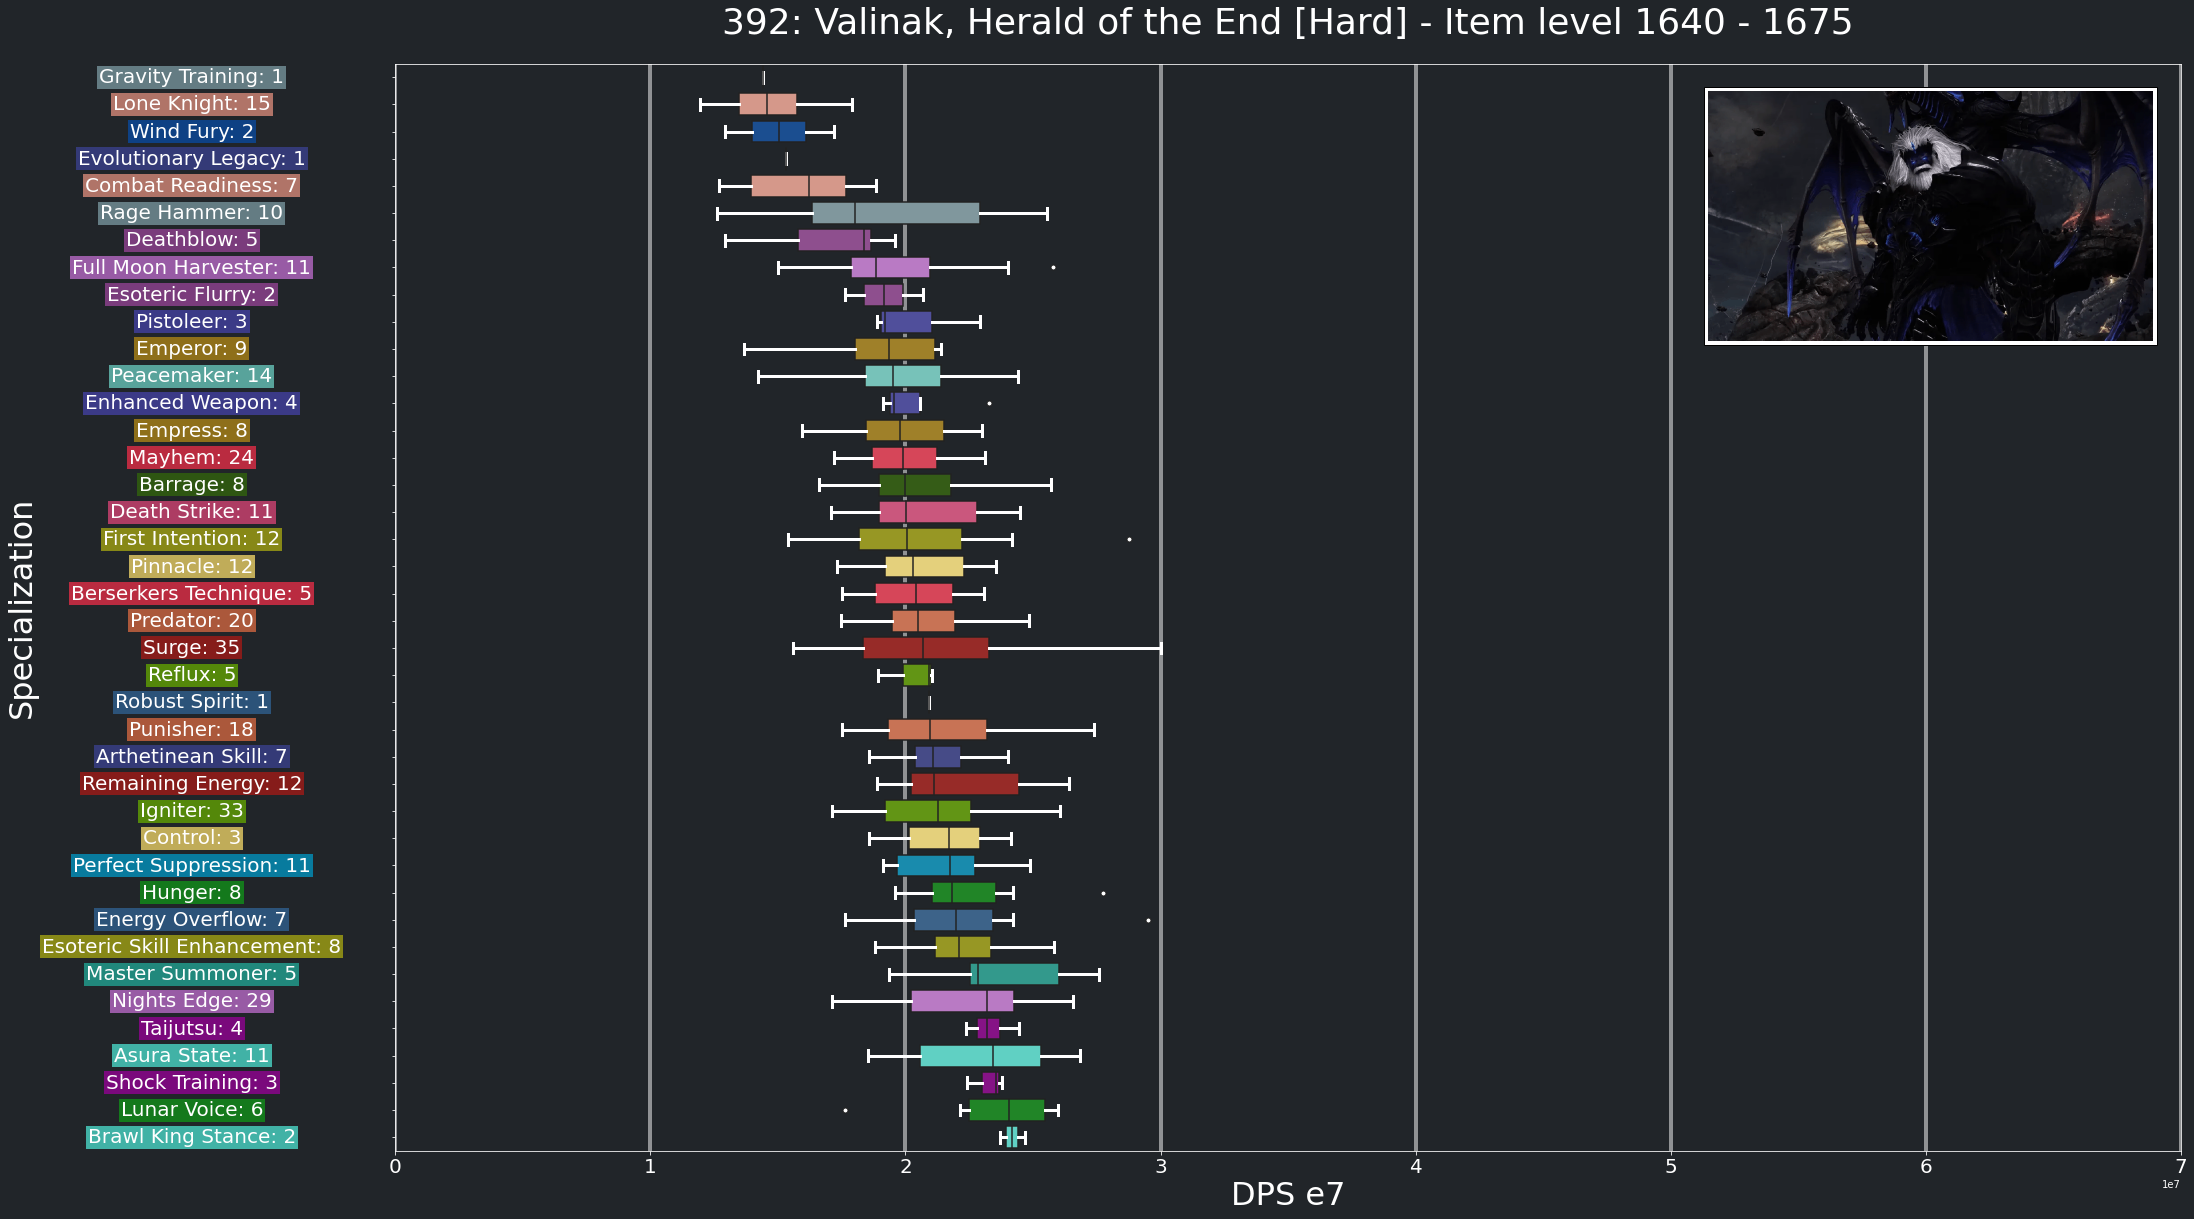 392: Valinak, Herald of the End [Hard] - Item level 1640 - 1675
Specialization
Gravity Training: 1
Lone Knight: 15
Wind Fury: 2
Evolutionary Legacy: 1
Combat Readiness: 7
Rage Hammer: 10
Deathblow: 5
Full Moon Harvester: 11
Esoteric Flurry: 2
Pistoleer: 3
Emperor: 9
Peacemaker: 14
Enhanced Weapon: 4
Empress: 8
Mayhem: 24
Barrage: 8
Death Strike: 11
First Intention: 12
Pinnacle: 12
Berserkers Technique: 5
Predator: 20
Surge: 35
Reflux: 5
Robust Spirit: 1
Punisher: 18
Arthetinean Skill: 7
Remaining Energy: 12
Igniter: 33
Control: 3
Perfect Suppression: 11
Hunger: 8
Energy Overflow: 7
Esoteric Skill Enhancement: 8
Master Summoner: 5
Nights Edge: 29
Taijutsu: 4
Asura State: 11
Shock Training: 3
Lunar Voice: 6
Brawl King Stance: 2
0 1 2 3 4 5 6 7
DPS e7
1e7